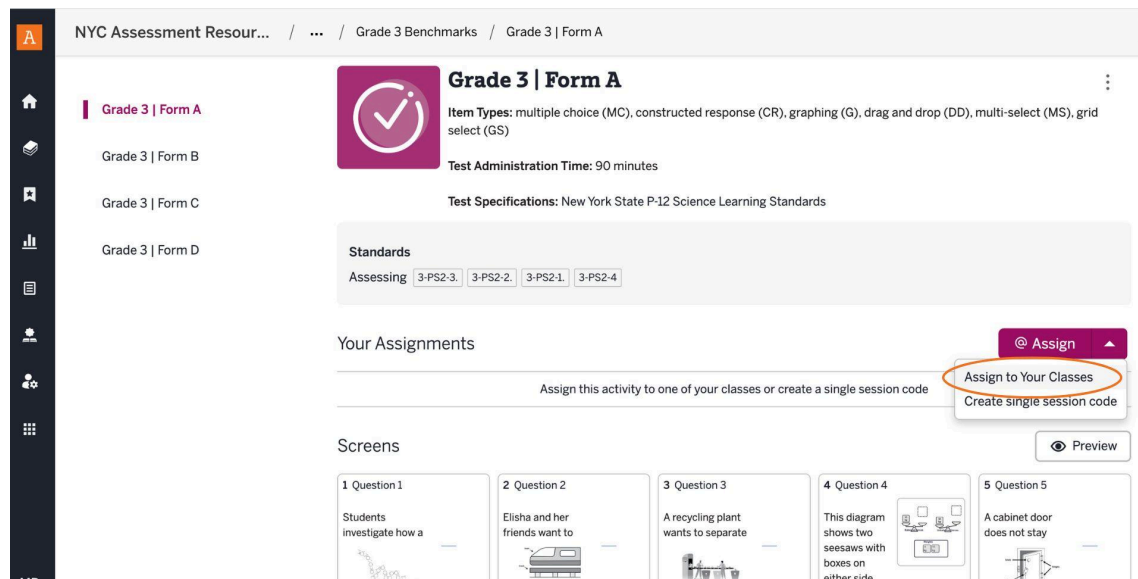 A
NYC Assessment Resour... / ... / Grade 3 Benchmarks / Grade 3 | Form A
Grade 3 | Form A
Grade 3 | Form B
Grade 3 | Form C
Grade 3 | Form D
Grade 3 | Form A
Item Types: multiple choice (MC), constructed response (CR), graphing (G), drag and drop (DD), multi-select (MS), grid
select (GS)
Test Administration Time: 90 minutes
Test Specifications: New York State P-12 Science Learning Standards
Standards
Assessing 3-PS2-3. 3-PS2-2. 3-PS2-1. 3-PS2-4
Your Assignments
@ Assign
Assign to Your Classes
Create single session code
Assign this activity to one of your classes or create a single session code
Screens
Preview
1 Question 1
Students
investigate how a
2 Question 2
Elisha and her
friends want to
3 Question 3
A recycling plant
wants to separate
4 Question 4
This diagram
shows two
seesaws with
boxes on
either side
5 Question 5
A cabinet door
does not stay